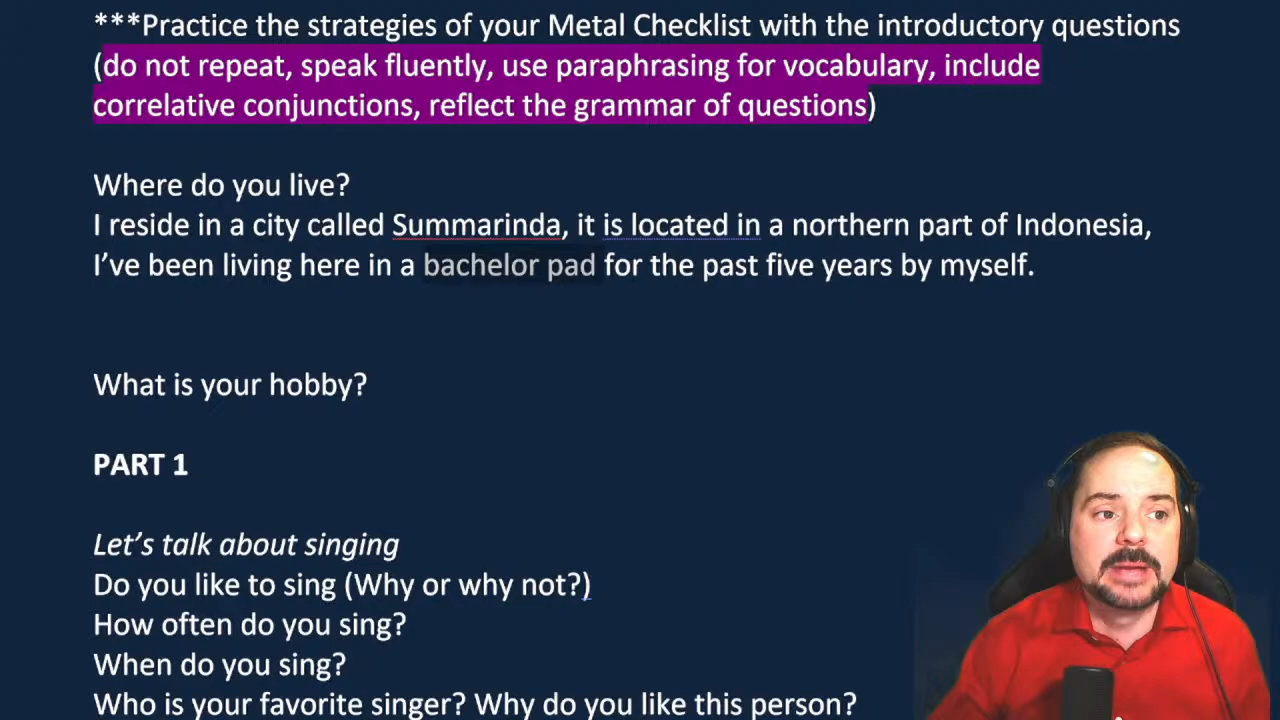 ***Practice the strategies of your Metal Checklist with the introductory questions
(do not repeat, speak fluently, use paraphrasing for vocabulary, include
correlative conjunctions, reflect the grammar of questions)
Where do you live?
I reside in a city called Summarinda, it is located in a northern part of Indonesia,
I’ve been living here in a bachelor pad for the past five years by myself.
What is your hobby?
PART 1
Let’s talk about singing
Do you like to sing (Why or why not?)
How often do you sing?
When do you sing?
Who is your favorite singer? Why do you like this person?